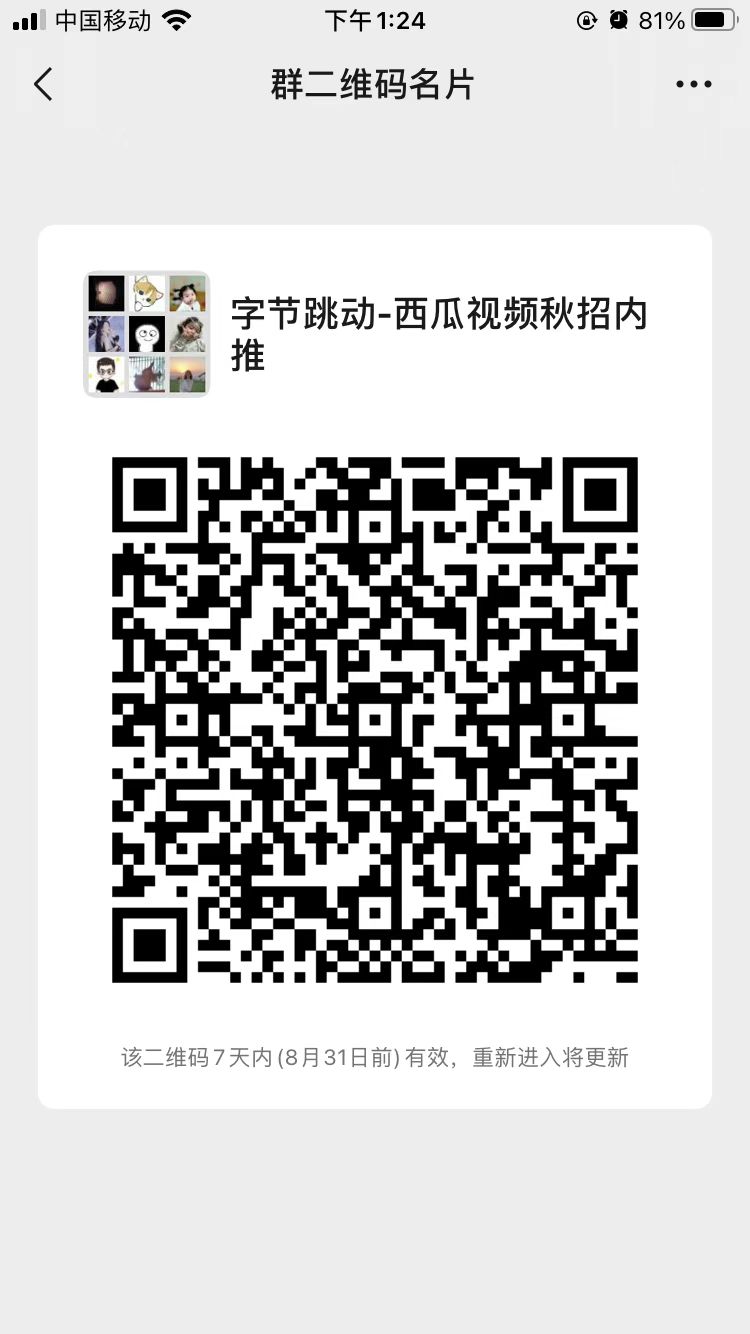 中国移动 下午1:24 81%
群二维码名片
字节跳动-西瓜视频秋招内
推
该二维码7天内(8月31日前)有效，重新进入将更新